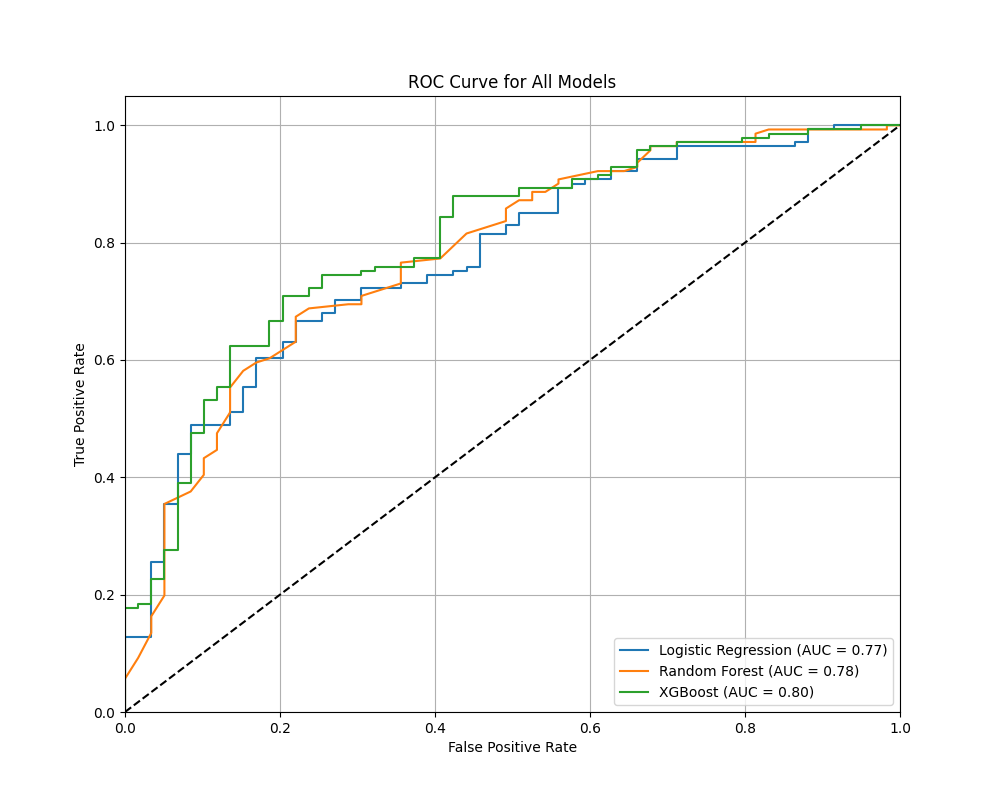 ROC Curve for All Models
True Positive Rate
1.0
0.8
0.6
0.4
0.2
0.0
0.0 0.2 0.4 0.6 0.8 1.0
False Positive Rate
Logistic Regression (AUC = 0.77)
Random Forest (AUC = 0.78)
XGBoost (AUC = 0.80)